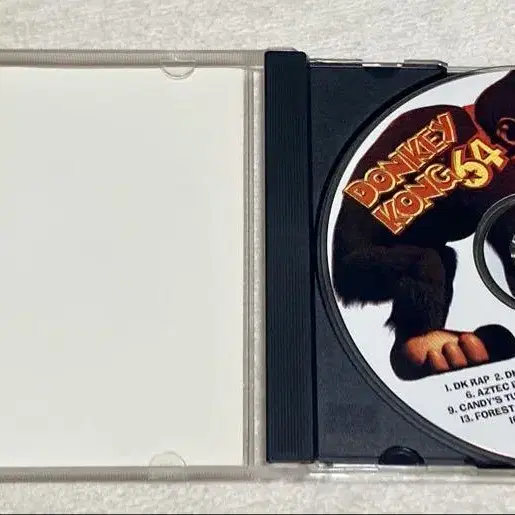 DONKEY
KONG 64
1. DK RAP 2. D
6. AZTEC
9. CANDY'S TU
13. FOREST